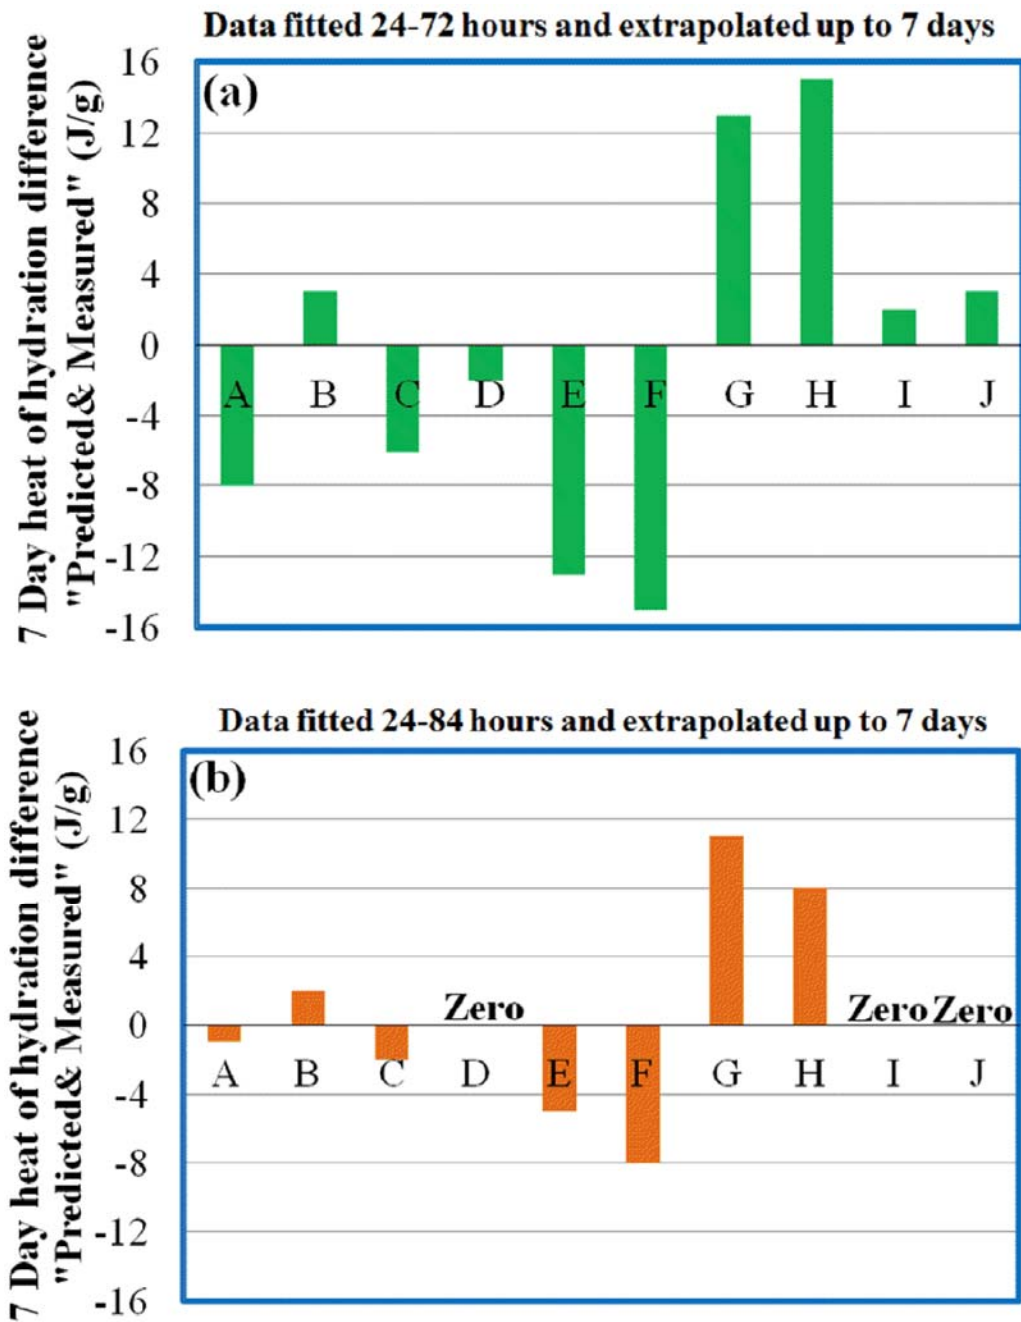 Data fitted 24-72 hours and extrapolated up to 7 days
7 Day heat of hydration difference
"Predicted& Measured" (J/g)
(a)
16
12
8
4
0
-4
-8
-12
-16
A B C D E F G H I J
Data fitted 24-84 hours and extrapolated up to 7 days
7 Day heat of hydration difference
"Predicted& Measured" (J/g)
(b)
16
12
8
4
0
-4
-8
-12
-16
Zero Zero Zero
A B C D E F G H I J